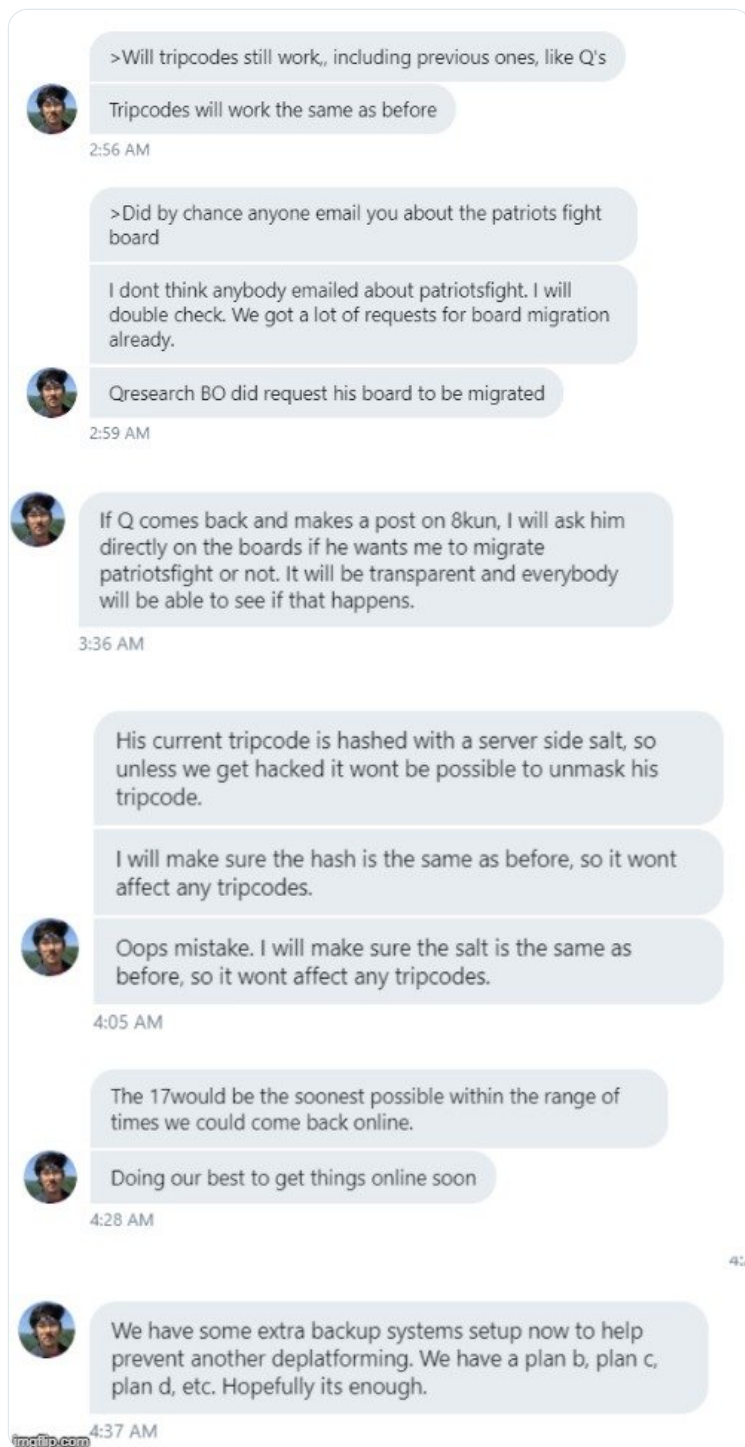 >Will tripcodes still work,, including previous ones, like Q's
Tripcodes will work the same as before
2:56 AM
>Did by chance anyone email you about the patriots fight
board
I dont think anybody emailed about patriotsfight. I will
double check. We got a lot of requests for board migration
already.
Qresearch BO did request his board to be migrated
2:59 AM
If Q comes back and makes a post on 8kun, I will ask him
directly on the boards if he wants me to migrate
patriotsfight or not. It will be transparent and everybody
will be able to see if that happens.
3:36 AM
His current tripcode is hashed with a server side salt, so
unless we get hacked it wont be possible to unmask his
tripcode.
I will make sure the hash is the same as before, so it wont
affect any tripcodes.
Oops mistake. I will make sure the salt is the same as
before, so it wont affect any tripcodes.
4:05 AM
The 17would be the soonest possible within the range of
times we could come back online.
Doing our best to get things online soon
4:28 AM
We have some extra backup systems setup now to help
prevent another deplatforming. We have a plan b, plan c,
plan d, etc. Hopefully its enough.
4:37 AM
imgflip.com